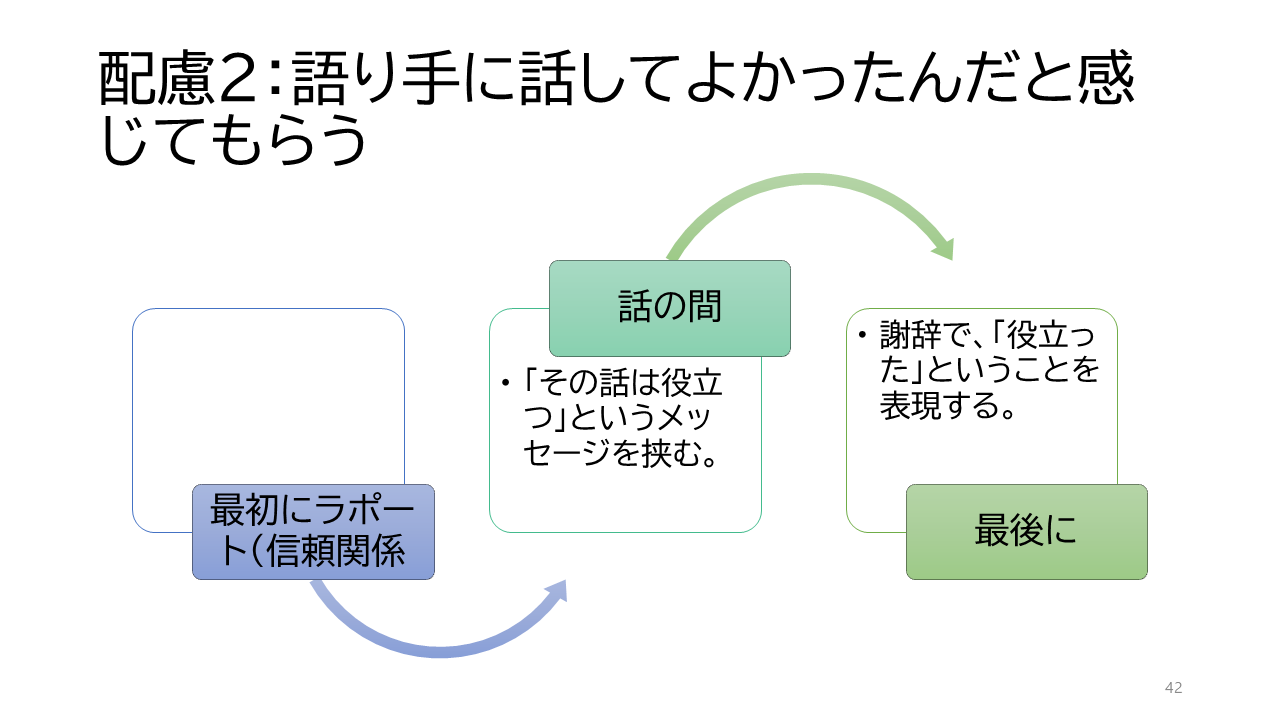 配慮2：語り手に話してよかったんだと感
じてもらう
最初にラポー
ト（信頼関係
話の間
・「その話は役立
つ」というメッ
セージを挟む。
・謝辞で、「役立っ
た」ということを
表現する。
最後に
42